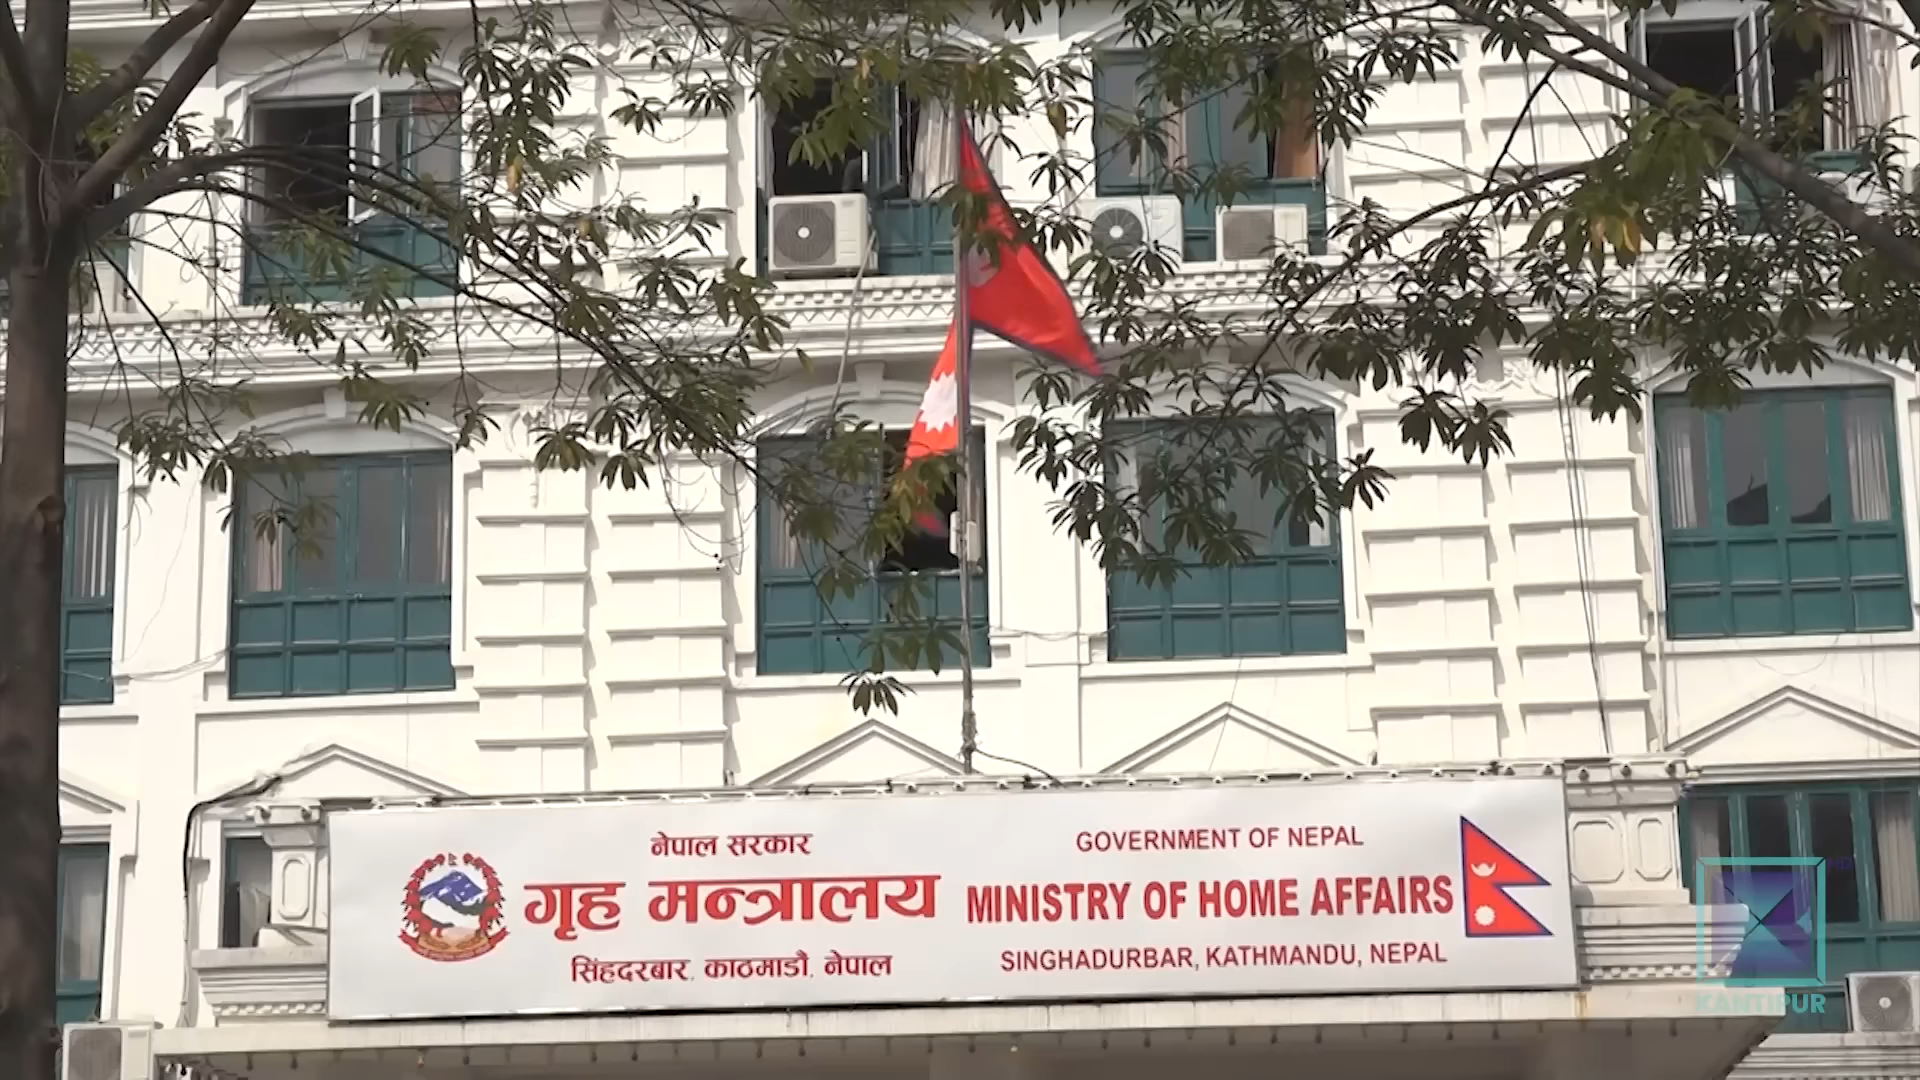 नेपाल सरकार
गृह मन्त्रालय
सिंहदरबार, काठमाडौं, नेपाल
GOVERNMENT OF NEPAL
MINISTRY OF HOME AFFAIRS
SINGHADURBAR, KATHMANDU, NEPAL
KANTIPUR